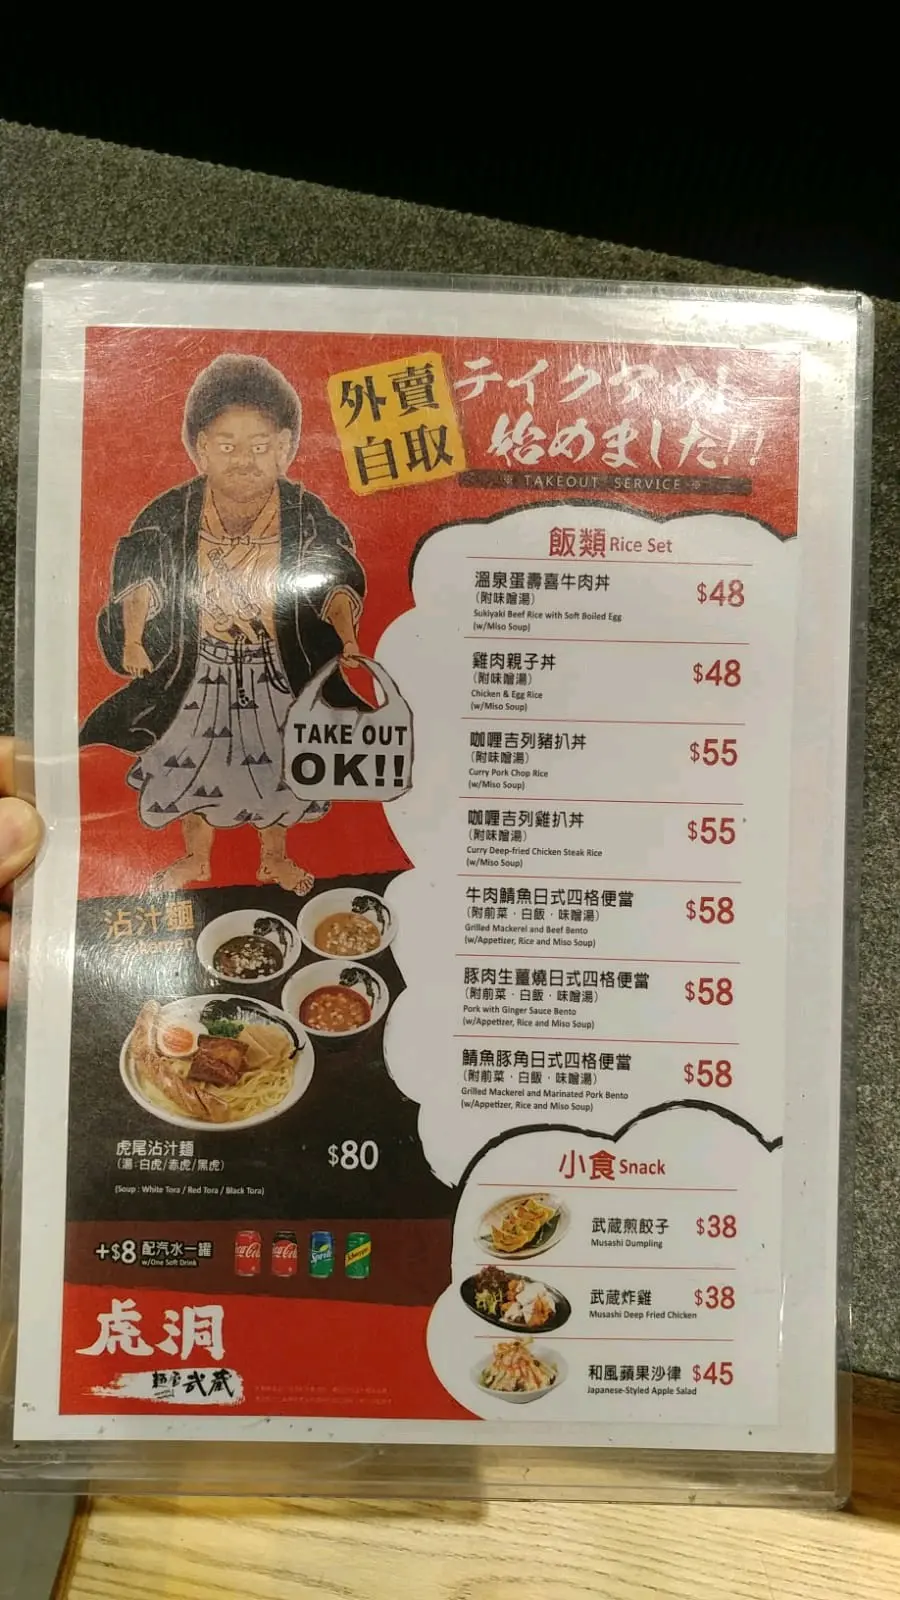 外賣
自取
テイクアウト
始めました!!
※ TAKEOUT SERVICE ※
TAKE OUT
OK!!
飯類 Rice Set
溫泉蛋壽喜牛肉丼 $48
(附味噌湯)
Sukiyaki Beef Rice with Soft Boiled Egg
(w/Miso Soup)
雞肉親子丼 $48
(附味噌湯)
Chicken & Egg Rice
(w/Miso Soup)
咖喱吉列豬扒丼 $55
(附味噌湯)
Curry Pork Chop Rice
(w/Miso Soup)
咖喱吉列雞扒丼 $55
(附味噌湯)
Curry Deep-fried Chicken Steak Rice
(w/Miso Soup)
牛肉鯖魚日式四格便當 $58
(附前菜・白飯・味噌湯)
Grilled Mackerel and Beef Bento
(w/Appetizer, Rice and Miso Soup)
豚肉生薑燒日式四格便當 $58
(附前菜・白飯・味噌湯)
Pork with Ginger Sauce Bento
(w/Appetizer, Rice and Miso Soup)
鯖魚豚角日式四格便當 $58
(附前菜・白飯・味噌湯)
Grilled Mackerel and Marinated Pork Bento
(w/Appetizer, Rice and Miso Soup)
沾汁麵
Tsukemen
虎尾沾汁麵 $80
(湯:白虎/赤虎/黑虎)
(Soup : White Tora / Red Tora / Black Tora)
+$8 配汽水一罐
w/One Soft Drink
Coca-Cola
Coca-Cola
Sprite
Schweppes
小食 Snack
武蔵煎餃子 $38
Musashi Dumpling
武蔵炸雞 $38
Musashi Deep Fried Chicken
和風蘋果沙律 $45
Japanese-Styled Apple Salad
虎洞
麵屋武蔵